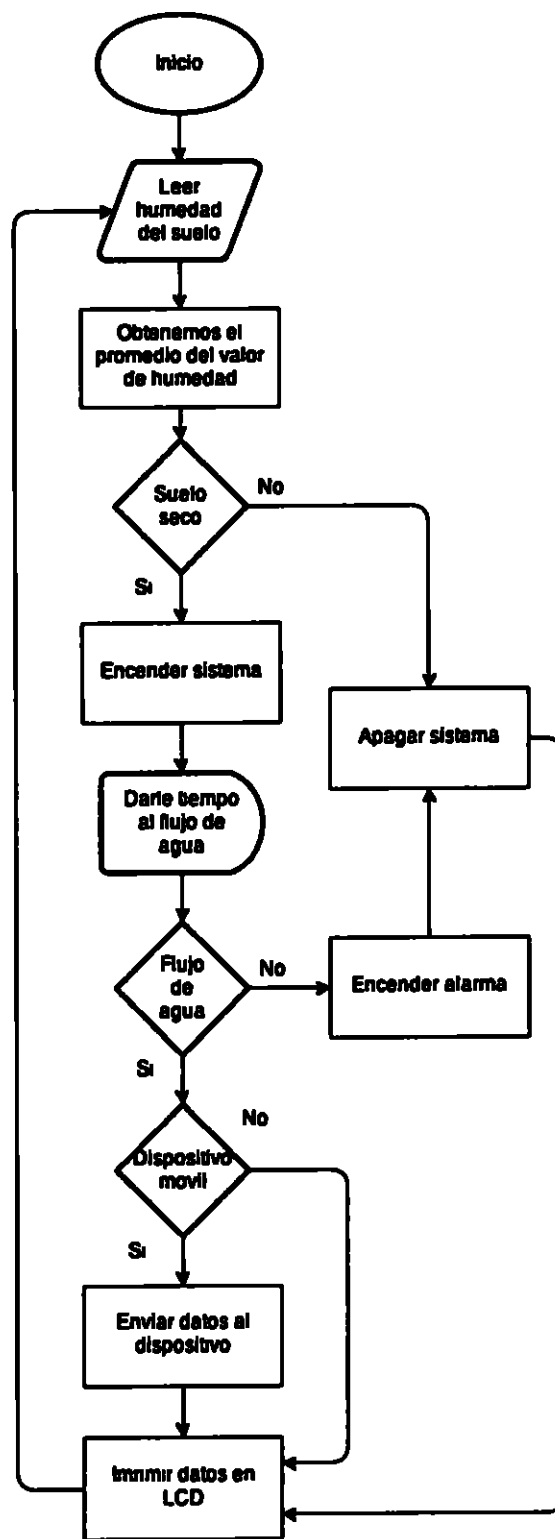 Inicio
Leer
humedad
del suelo
Obtenemos el
promedio del valor
de humedad
Suelo
seco
No
Si
Encender sistema
Apagar sistema
Darle tiempo
al flujo de
agua
Flujo
de
agua
No
Encender alarma
Si
No
Dispositivo
movil
Si
Enviar datos al
dispositivo
Imrimir datos en
LCD